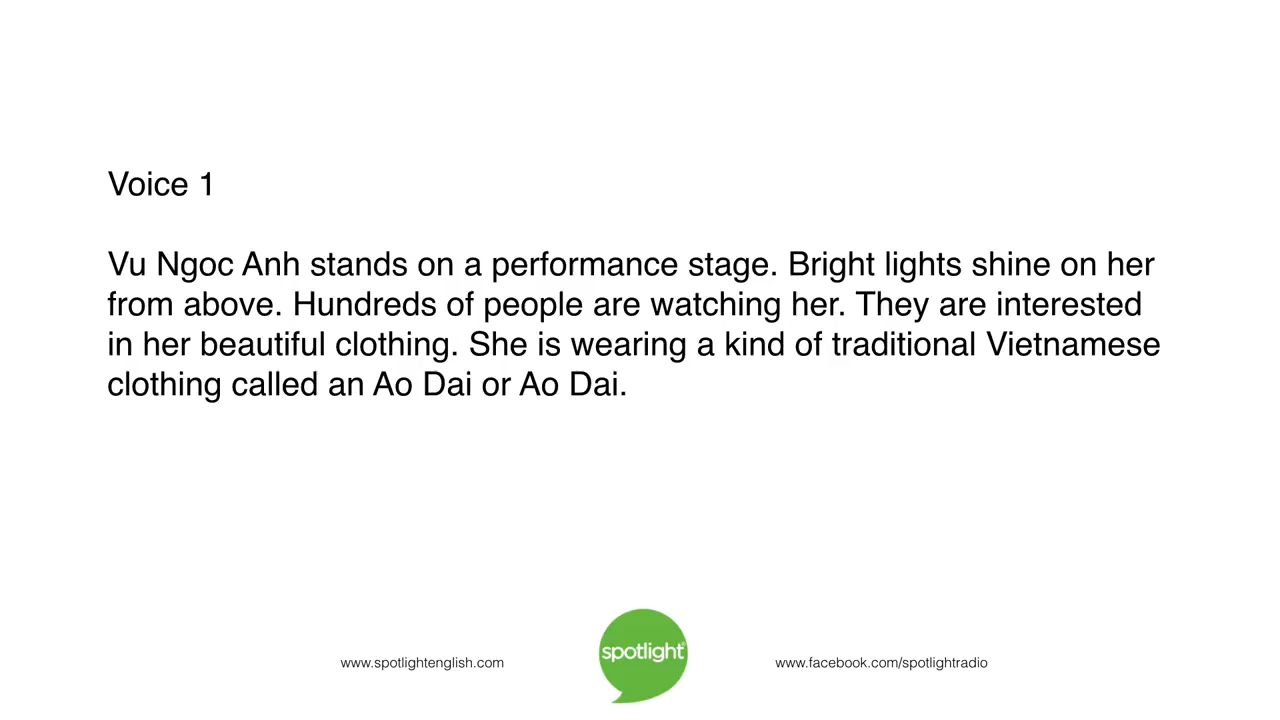 Voice 1
Vu Ngoc Anh stands on a performance stage. Bright lights shine on her
from above. Hundreds of people are watching her. They are interested
in her beautiful clothing. She is wearing a kind of traditional Vietnamese
clothing called an Ao Dai or Ao Dai.
www.spotlightenglish.com
spotlight®
www.facebook.com/spotlightradio